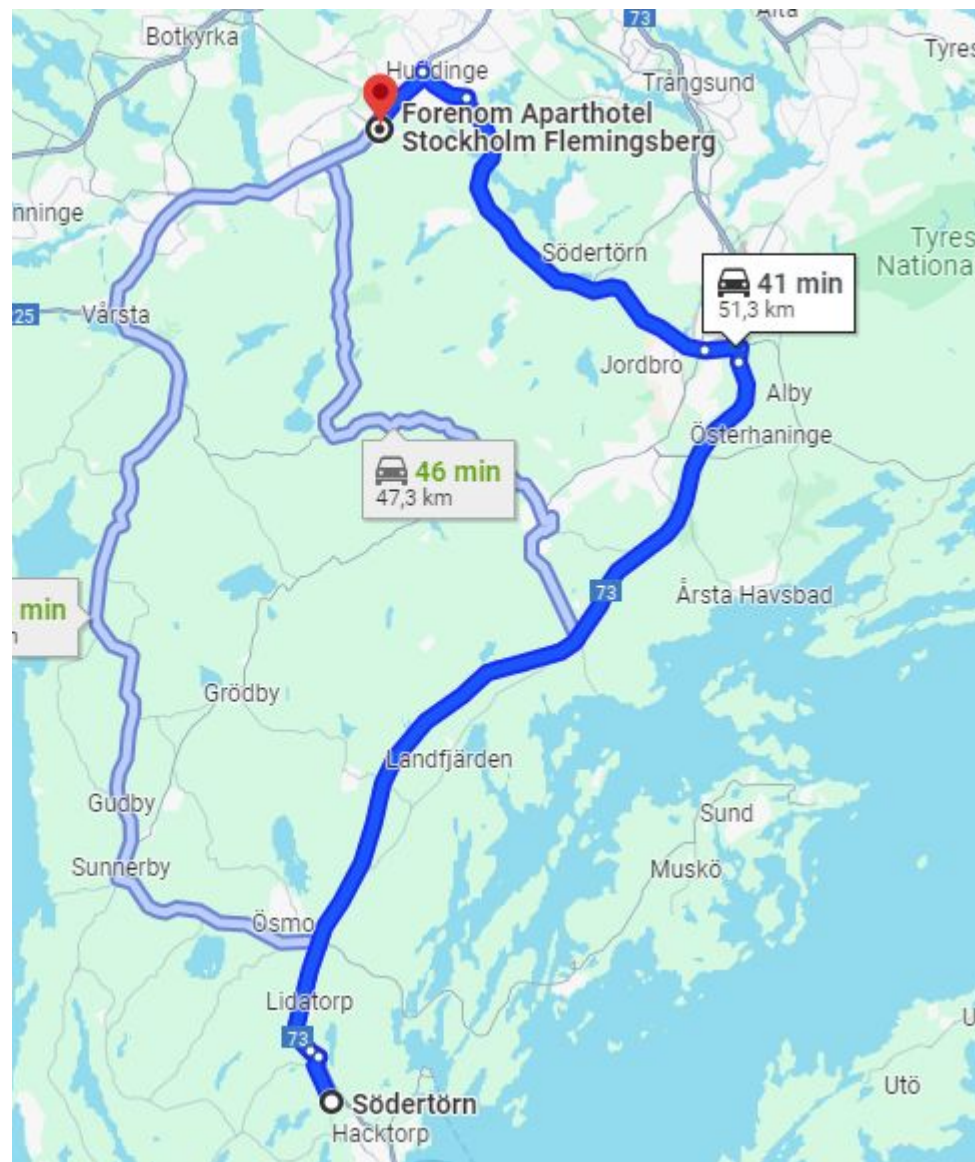 73
Alta
Botkyrka
Huddinge
Tyres
Trångsund
Forenom Aparthotel
Stockholm Flemingsberg
nninge
Södertörn
Tyres
Nationa
41 min
51,3 km
25
Vårsta
Jordbro
Alby
Österhaninge
46 min
47,3 km
73
Årsta Havsbad
min
Grödby
Landfjärden
Gudby
Sund
Sunnerby
Muskö
Ösmo
Lidatorp
73
U
Utö
Södertörn
Hacktorp